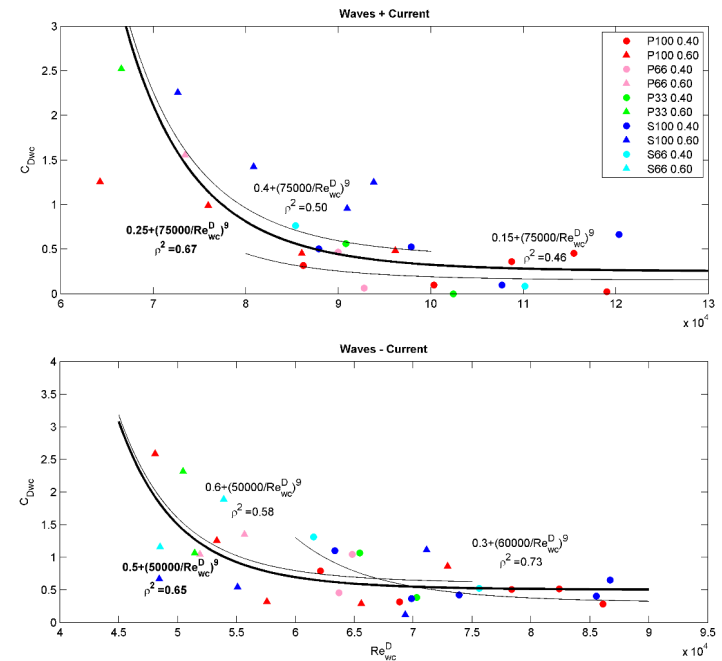 Waves + Current
3
2.5
2
1.5
1
0.5
0
C_Dwc
P100 0.40
P100 0.60
P66 0.40
P66 0.60
P33 0.40
P33 0.60
S100 0.40
S100 0.60
S66 0.40
S66 0.60
0.4+(75000/Re^D_wc)^9
ρ^2 =0.50
0.25+(75000/Re^D_wc)^9
ρ^2 =0.67
0.15+(75000/Re^D_wc)^9
ρ^2 =0.46
6 7 8 9 10 11 12 13
x 10^4
Waves - Current
4
3.5
3
2.5
2
1.5
1
0.5
0
C_Dwc
0.6+(50000/Re^D_wc)^9
ρ^2 =0.58
0.5+(50000/Re^D_wc)^9
ρ^2 =0.65
0.3+(60000/Re^D_wc)^9
ρ^2 =0.73
4 4.5 5 5.5 6 6.5 7 7.5 8 8.5 9 9.5
x 10^4
Re^D_wc